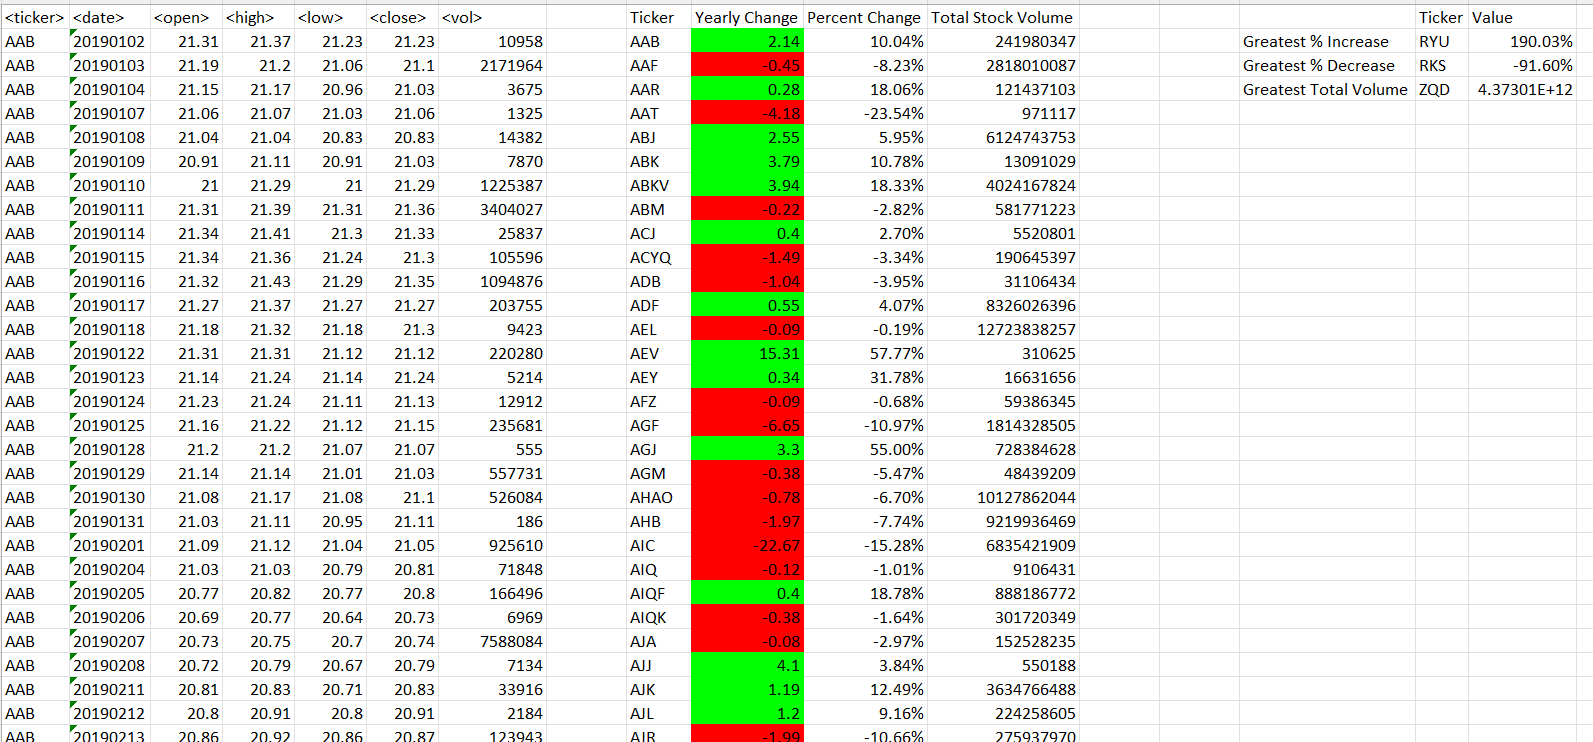 <ticker> <date> <open> <high> <low> <close> <vol> Ticker Yearly Change Percent Change Total Stock Volume Ticker Value
AAB 20190102 21.31 21.37 21.23 21.23 10958 AAB 2.14 10.04% 241980347 Greatest % Increase RYU 190.03%
AAB 20190103 21.19 21.2 21.06 21.1 2171964 AAF -0.45 -8.23% 2818010087 Greatest % Decrease RKS -91.60%
AAB 20190104 21.15 21.17 20.96 21.03 3675 AAR 0.28 18.06% 121437103 Greatest Total Volume ZQD 4.37301E+12
AAB 20190107 21.06 21.07 21.03 21.06 1325 AAT -4.18 -23.54% 971117
AAB 20190108 21.04 21.04 20.83 20.83 14382 ABJ 2.55 5.95% 6124743753
AAB 20190109 20.91 21.11 20.91 21.03 7870 ABK 3.79 10.78% 13091029
AAB 20190110 21 21.29 21 21.29 1225387 ABKV 3.94 18.33% 4024167824
AAB 20190111 21.31 21.39 21.31 21.36 3404027 ABM -0.22 -2.82% 581771223
AAB 20190114 21.34 21.41 21.3 21.33 25837 ACJ 0.4 2.70% 5520801
AAB 20190115 21.34 21.36 21.24 21.3 105596 ACYQ -1.49 -3.34% 190645397
AAB 20190116 21.32 21.43 21.29 21.35 1094876 ADB -1.04 -3.95% 31106434
AAB 20190117 21.27 21.37 21.27 21.27 203755 ADF 0.55 4.07% 8326026396
AAB 20190118 21.18 21.32 21.18 21.3 9423 AEL -0.09 -0.19% 12723838257
AAB 20190122 21.31 21.31 21.12 21.12 220280 AEV 15.31 57.77% 310625
AAB 20190123 21.14 21.24 21.14 21.24 5214 AEY 0.34 31.78% 16631656
AAB 20190124 21.23 21.24 21.11 21.13 12912 AFZ -0.09 -0.68% 59386345
AAB 20190125 21.16 21.22 21.12 21.15 235681 AGF -6.65 -10.97% 1814328505
AAB 20190128 21.2 21.2 21.07 21.07 555 AGJ 3.3 55.00% 728384628
AAB 20190129 21.14 21.14 21.01 21.03 557731 AGM -0.38 -5.47% 48439209
AAB 20190130 21.08 21.17 21.08 21.1 526084 AHAO -0.78 -6.70% 10127862044
AAB 20190131 21.03 21.11 20.95 21.11 186 AHB -1.97 -7.74% 9219936469
AAB 20190201 21.09 21.12 21.04 21.05 925610 AIC -22.67 -15.28% 6835421909
AAB 20190204 21.03 21.03 20.79 20.81 71848 AIQ -0.12 -1.01% 9106431
AAB 20190205 20.77 20.82 20.77 20.8 166496 AIQF 0.4 18.78% 888186772
AAB 20190206 20.69 20.77 20.64 20.73 6969 AIQK -0.38 -1.64% 301720349
AAB 20190207 20.73 20.75 20.7 20.74 7588084 AJA -0.08 -2.97% 152528235
AAB 20190208 20.72 20.79 20.67 20.79 7134 AJJ 4.1 3.84% 550188
AAB 20190211 20.81 20.83 20.71 20.83 33916 AJK 1.19 12.49% 3634766488
AAB 20190212 20.8 20.91 20.8 20.91 2184 AJL 1.2 9.16% 224258605
AAB 20190213 20.86 20.92 20.86 20.87 123943 AJR -1.99 -10.66% 275937970